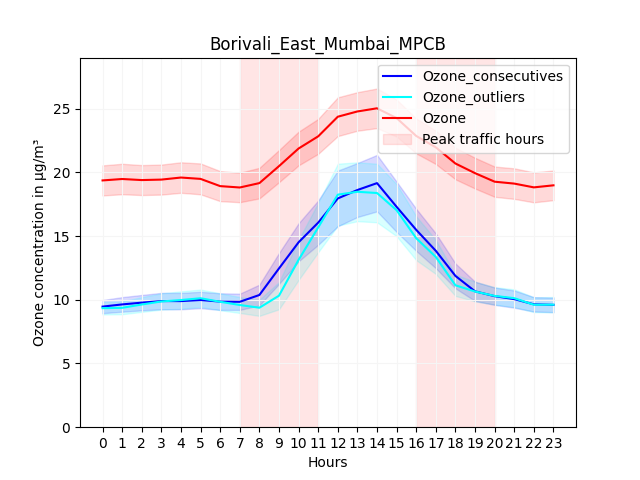 Borivali_East_Mumbai_MPCB
Ozone_consecutives
Ozone_outliers
Ozone
Peak traffic hours
Ozone concentration in µg/m³
25
20
15
10
5
0
0 1 2 3 4 5 6 7 8 9 10 11 12 13 14 15 16 17 18 19 20 21 22 23
Hours